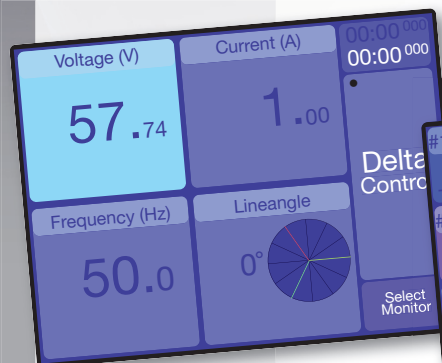 Voltage (V)
57.74
Current (A)
1.00
00:00 000
00:00 000
Delta
Contro
Frequency (Hz)
50.0
Lineangle
0°
Select
Monitor
#
#